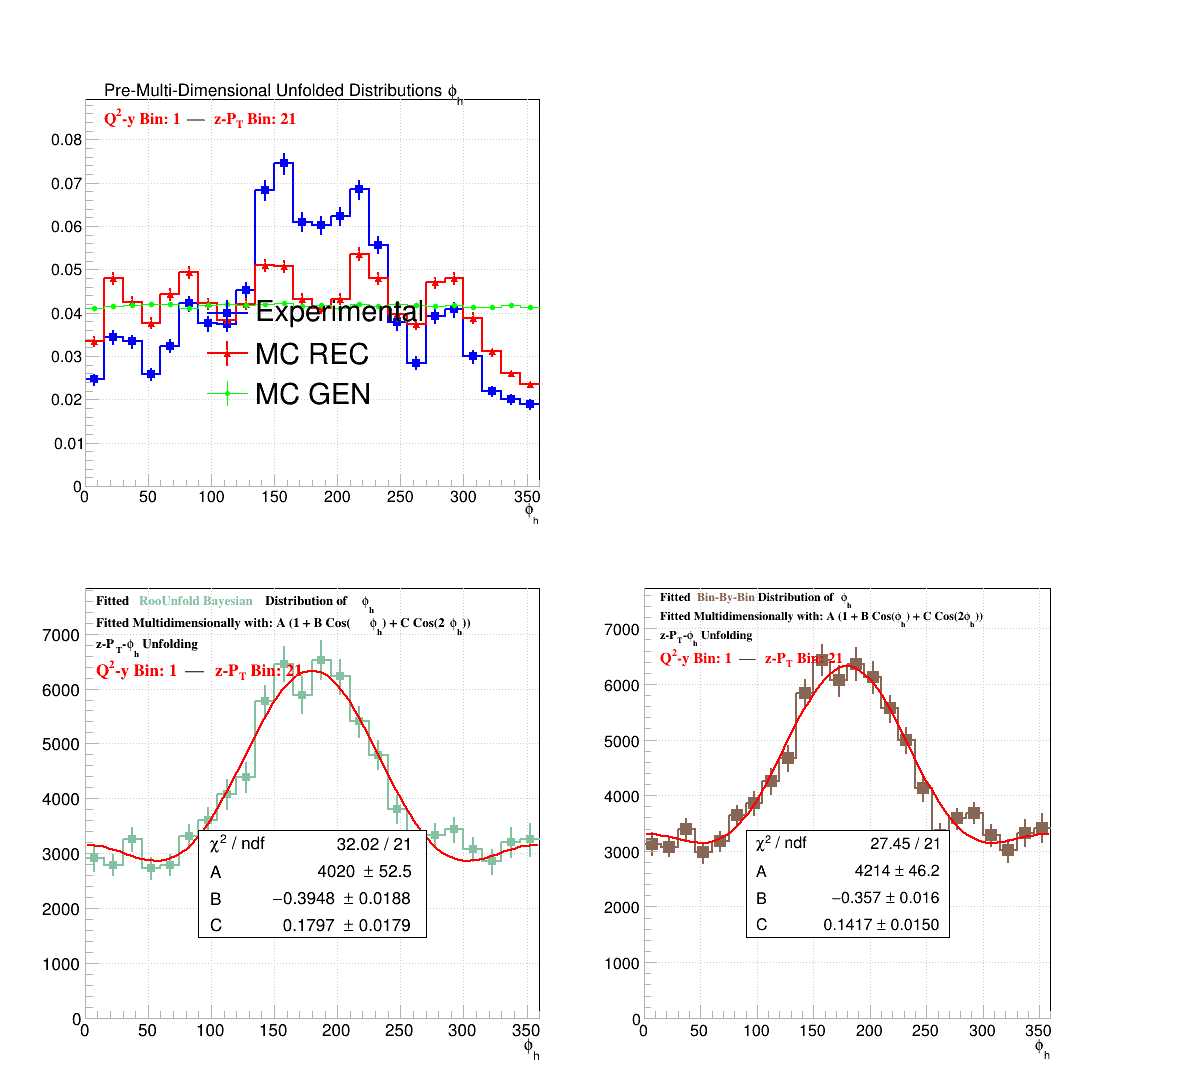 Pre-Multi-Dimensional Unfolded Distributions ϕh
Q²-y Bin: 1 — z-PT Bin: 21
0.08
0.07
0.06
0.05
0.04
0.03
0.02
0.01
0
Experimental
MC REC
MC GEN
0 50 100 150 200 250 300 350
ϕh
Fitted RooUnfold Bayesian Distribution of ϕh
Fitted Multidimensionally with: A (1 + B Cos( ϕh) + C Cos(2 ϕh))
z-PT-ϕh Unfolding
Q²-y Bin: 1 — z-PT Bin: 21
7000
6000
5000
4000
3000
2000
1000
0
χ² / ndf 32.02 / 21
A 4020 ± 52.5
B −0.3948 ± 0.0188
C 0.1797 ± 0.0179
0 50 100 150 200 250 300 350
ϕh
Fitted Bin-By-Bin Distribution of ϕh
Fitted Multidimensionally with: A (1 + B Cos(ϕh) + C Cos(2ϕh))
z-PT-ϕh Unfolding
Q²-y Bin: 1 — z-PT Bin: 21
7000
6000
5000
4000
3000
2000
1000
0
χ² / ndf 27.45 / 21
A 4214 ± 46.2
B −0.357 ± 0.016
C 0.1417 ± 0.0150
0 50 100 150 200 250 300 350
ϕh